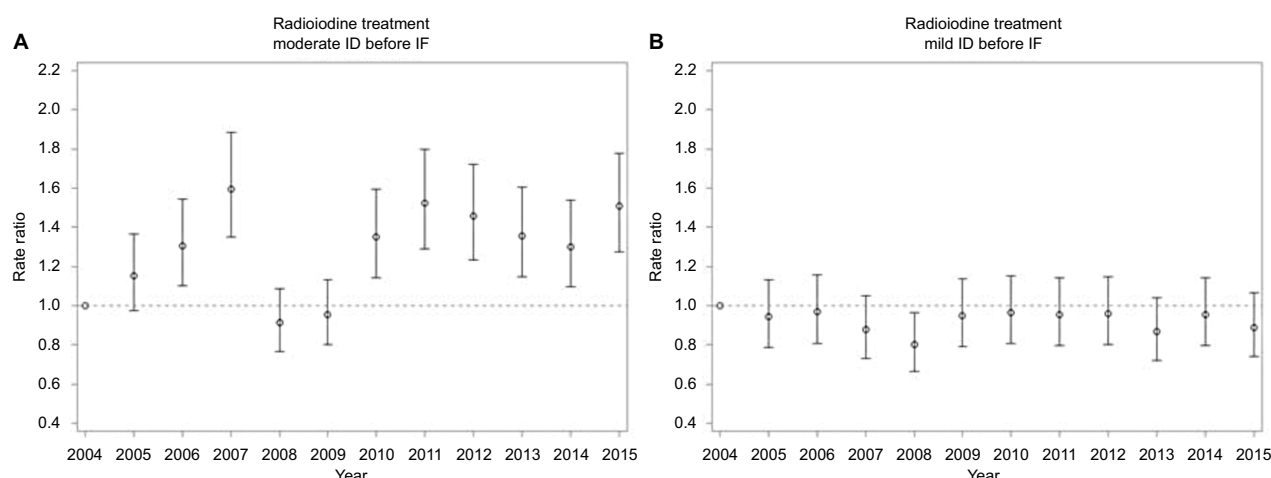 A
Radioiodine treatment
moderate ID before IF
2.2
2.0
1.8
1.6
1.4
1.2
1.0
0.8
0.6
0.4
Rate ratio
2004 2005 2006 2007 2008 2009 2010 2011 2012 2013 2014 2015
Year
B
Radioiodine treatment
mild ID before IF
2.2
2.0
1.8
1.6
1.4
1.2
1.0
0.8
0.6
0.4
Rate ratio
2004 2005 2006 2007 2008 2009 2010 2011 2012 2013 2014 2015
Year